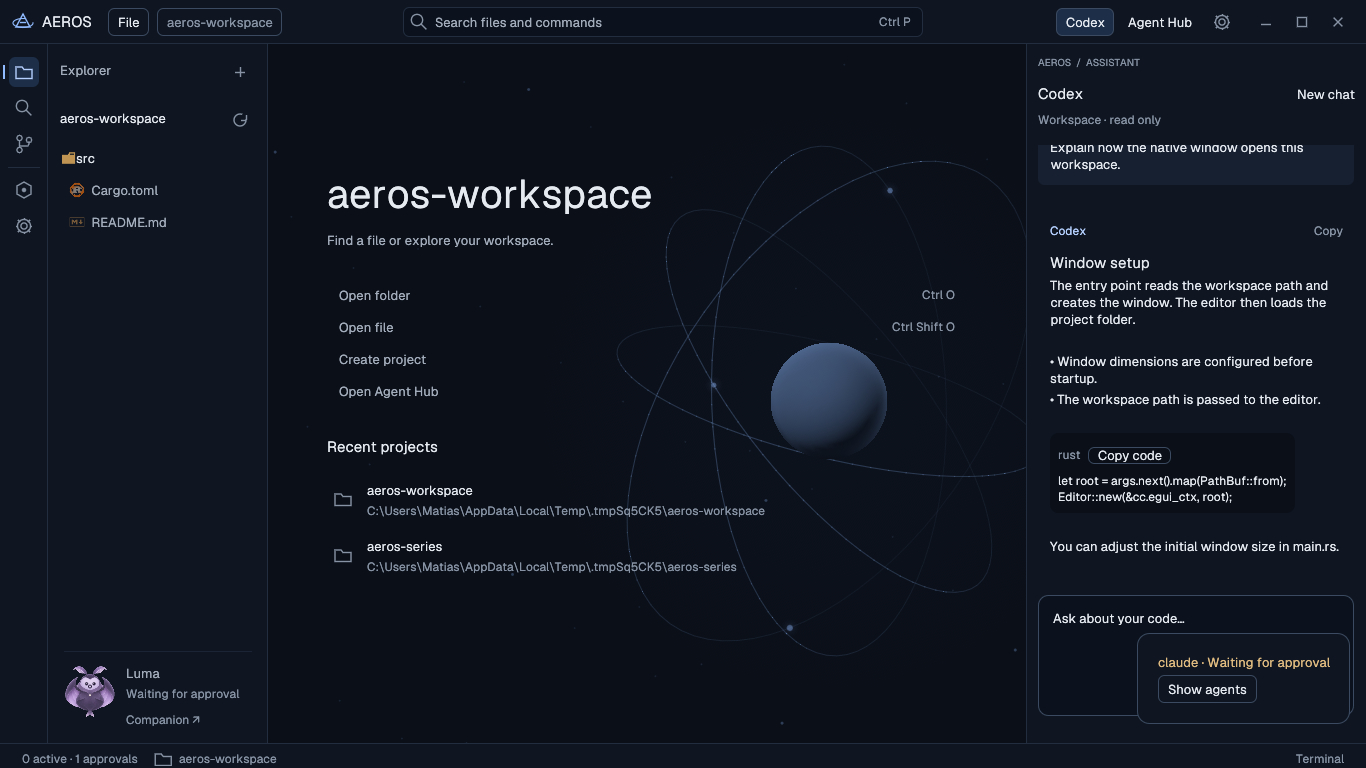 AEROS
File
aeros-workspace
Search files and commands
Ctrl P
Codex
Agent Hub
Explorer
+
aeros-workspace
src
Cargo.toml
M↓
README.md
aeros-workspace
Find a file or explore your workspace.
Open folder
Ctrl O
Open file
Ctrl Shift O
Create project
Open Agent Hub
Recent projects
aeros-workspace
C:\Users\Matias\AppData\Local\Temp\.tmpSq5CK5\aeros-workspace
aeros-series
C:\Users\Matias\AppData\Local\Temp\.tmpSq5CK5\aeros-series
Luma
Waiting for approval
Companion ↗
AEROS / ASSISTANT
Codex
New chat
Workspace · read only
Explain how the native window opens this
workspace.
Codex
Copy
Window setup
The entry point reads the workspace path and
creates the window. The editor then loads the
project folder.
• Window dimensions are configured before
startup.
• The workspace path is passed to the editor.
rust
Copy code
let root = args.next().map(PathBuf::from);
Editor::new(&cc.egui_ctx, root);
You can adjust the initial window size in main.rs.
Ask about your code…
claude · Waiting for approval
Show agents
0 active · 1 approvals
aeros-workspace
Terminal